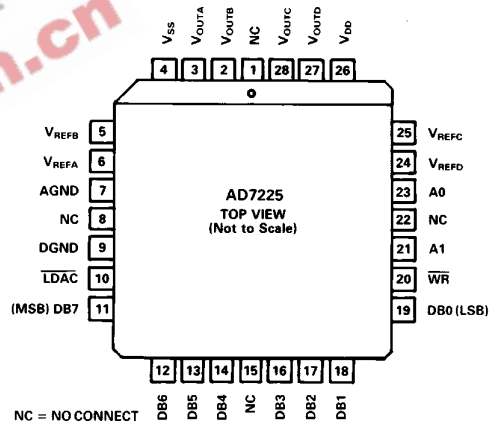 n.cn
VSS
VOUTA
VOUTB
NC
VOUTC
VOUTD
VDD
4 3 2 1 28 27 26
VREFB 5
VREFA 6
AGND 7
NC 8
DGND 9
LDAC 10
(MSB) DB7 11
AD7225
TOP VIEW
(Not to Scale)
25 VREFC
24 VREFD
23 A0
22 NC
21 A1
20 WR
19 DB0 (LSB)
12 13 14 15 16 17 18
DB6
DB5
DB4
NC
DB3
DB2
DB1
NC = NO CONNECT